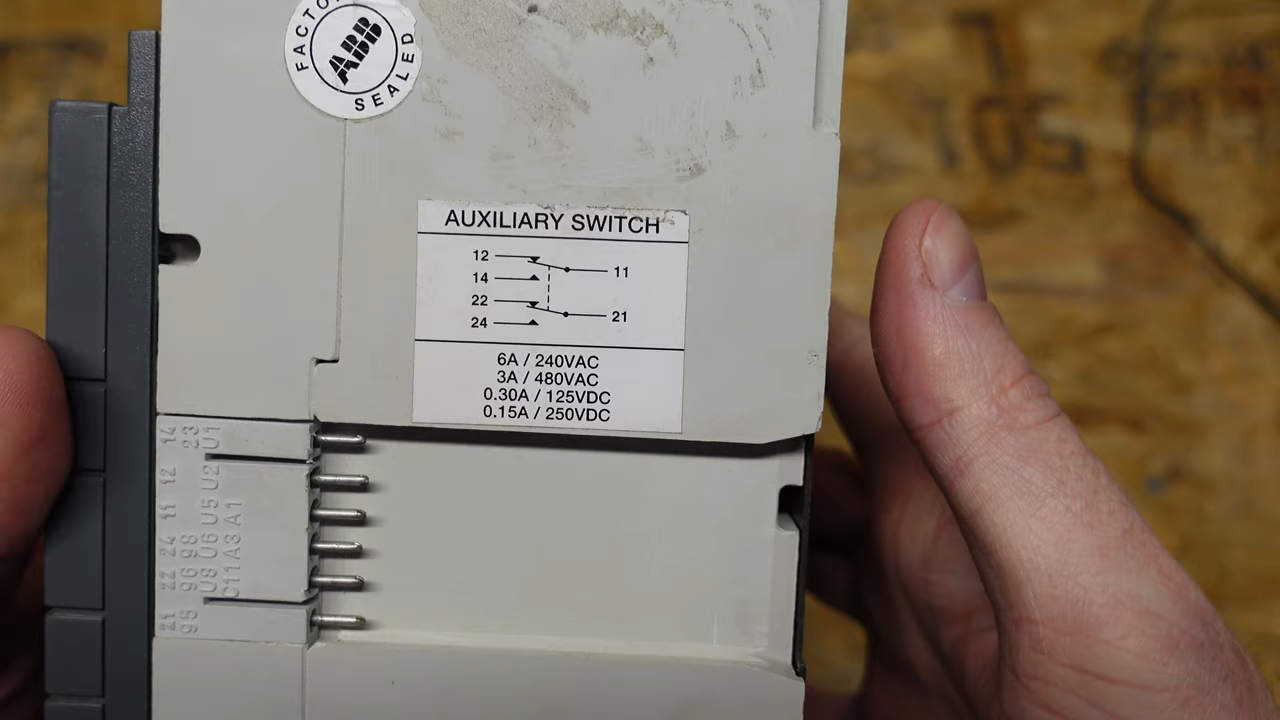 FACTORY
ABB
SEALED
AUXILIARY SWITCH
12
11
14
22
21
24
6A / 240VAC
3A / 480VAC
0.30A / 125VDC
0.15A / 250VDC
14 12 11 24 22 21
23 98 96 95
U1 U2 U5 U6 U8
A1 A3 C11
105